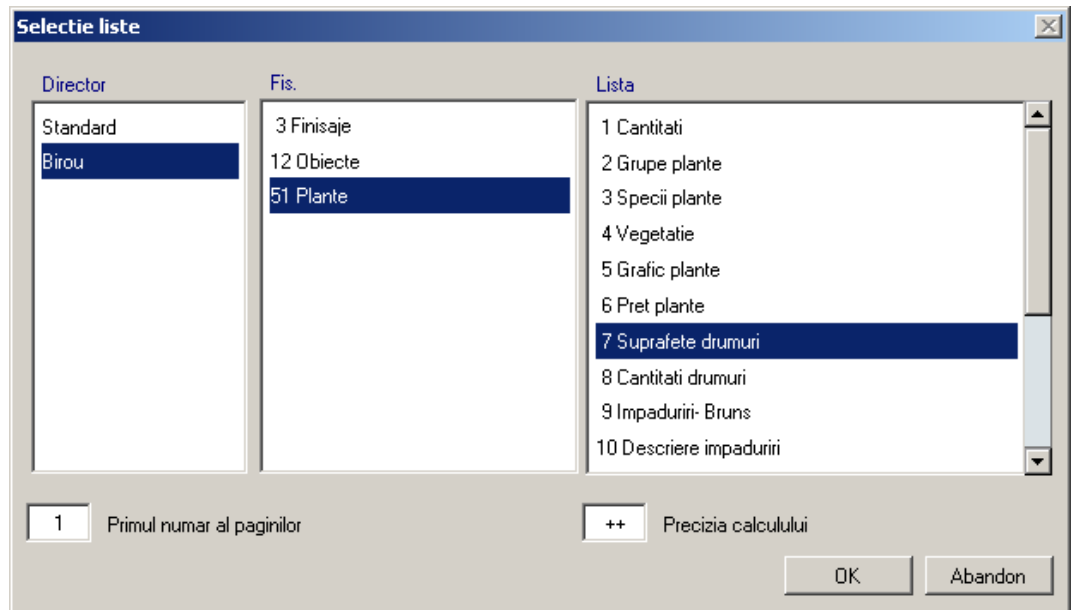 Selectie liste
Director
Standard
Birou
Fis.
3 Finisaje
12 Obiecte
51 Plante
Lista
1 Cantitati
2 Grupe plante
3 Specii plante
4 Vegetatie
5 Grafic plante
6 Pret plante
7 Suprafete drumuri
8 Cantitati drumuri
9 Impaduriri- Bruns
10 Descriere impaduriri
1 Primul numar al paginilor
++ Precizia calculului
OK Abandon